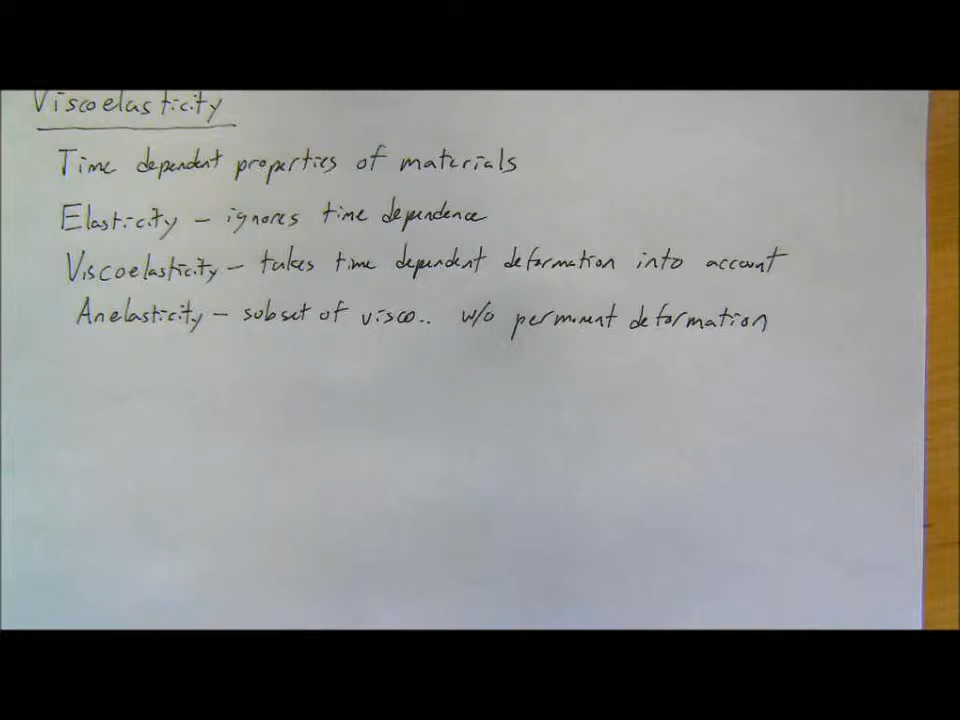 Viscoelasticity
Time dependent properties of materials
Elasticity – ignores time dependence
Viscoelasticity – takes time dependent deformation into account
Anelasticity – subset of visco.. w/o perminent deformation